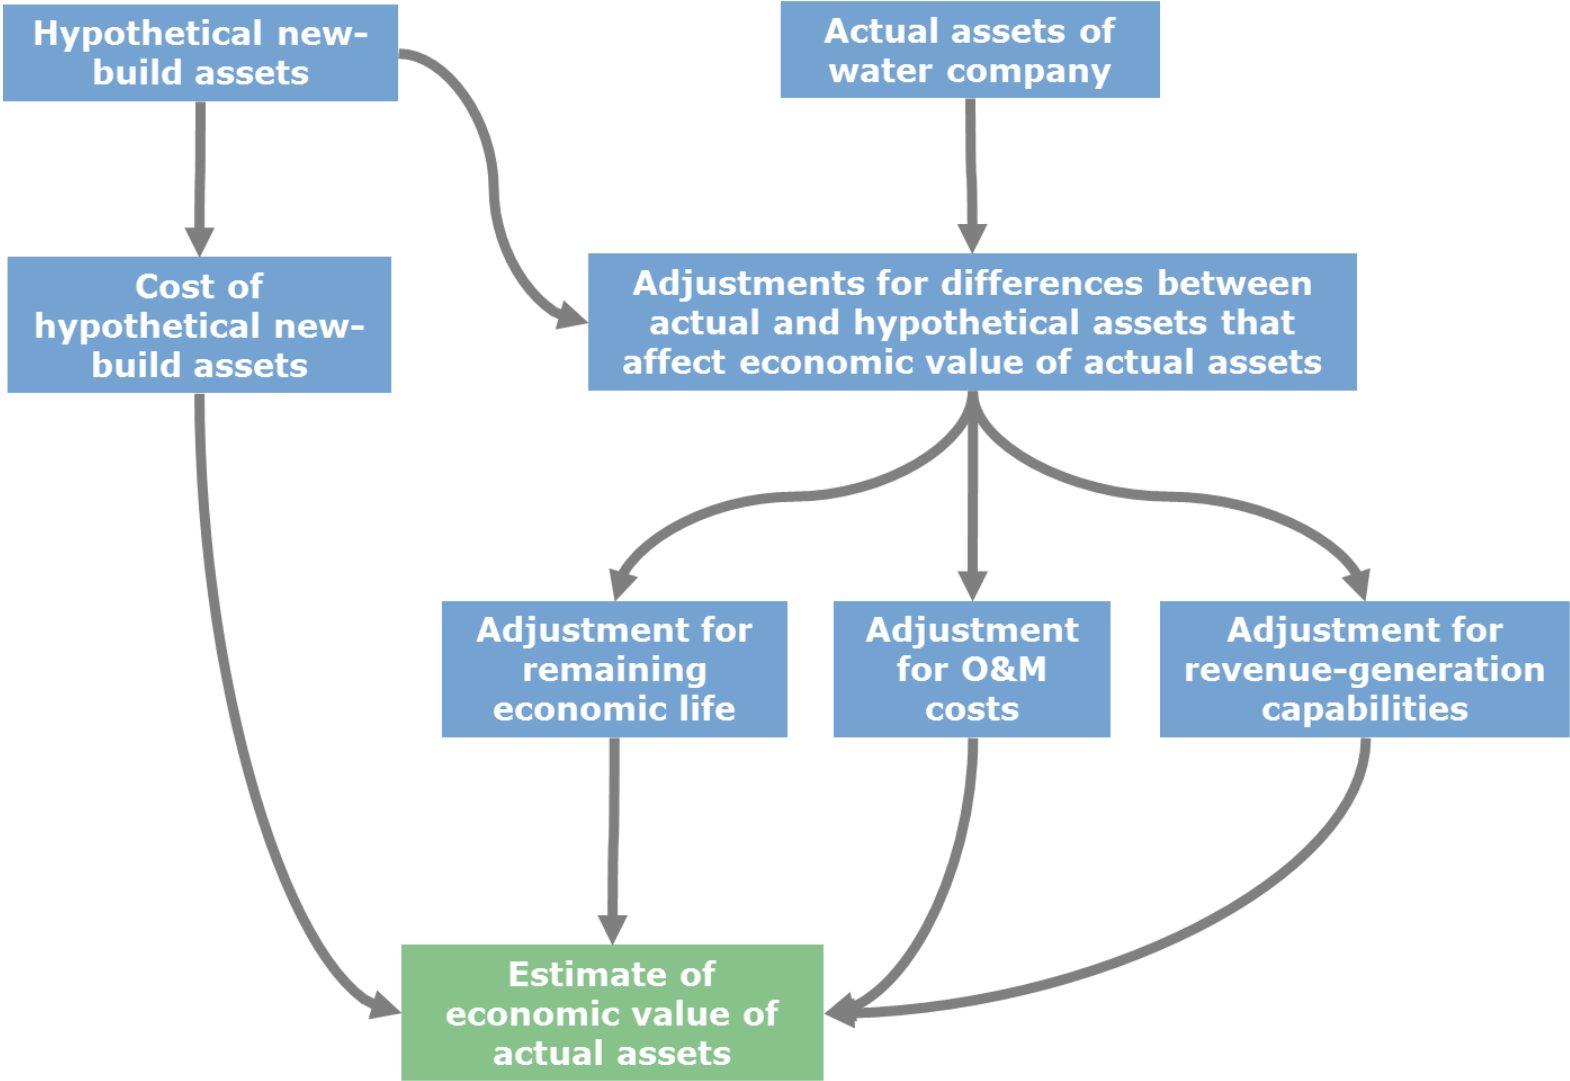 Hypothetical new-
build assets
Actual assets of
water company
Cost of
hypothetical new-
build assets
Adjustments for differences between
actual and hypothetical assets that
affect economic value of actual assets
Adjustment for
remaining
economic life
Adjustment
for O&M
costs
Adjustment for
revenue-generation
capabilities
Estimate of
economic value of
actual assets